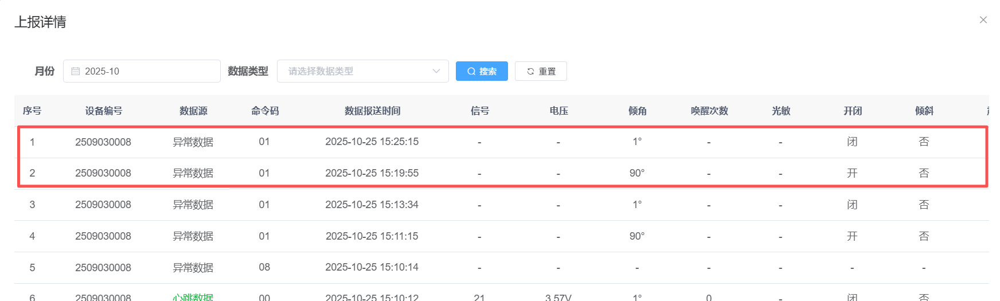 上报详情
月份 2025-10 数据类型 请选择数据类型 搜索 重置
序号 设备编号 数据源 命令码 数据报送时间 信号 电压 倾角 唤醒次数 光敏 开闭 倾斜
1 2509030008 异常数据 01 2025-10-25 15:25:15 - - 1° - - 闭 否
2 2509030008 异常数据 01 2025-10-25 15:19:55 - - 90° - - 开 否
3 2509030008 异常数据 01 2025-10-25 15:13:34 - - 1° - - 闭 否
4 2509030008 异常数据 01 2025-10-25 15:11:15 - - 90° - - 开 否
5 2509030008 异常数据 08 2025-10-25 15:10:14 - - - - - - -
6 2509030008 心跳数据 00 2025-10-25 15:10:12 21 3.57V 1° 0 - 闭 否